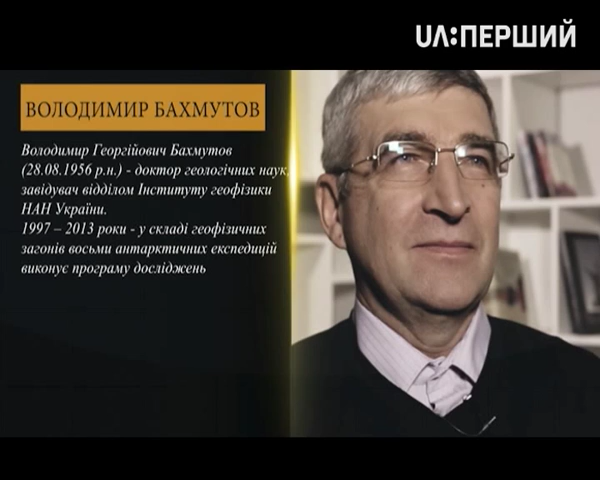 UA:ПЕРШИЙ
ВОЛОДИМИР БАХМУТОВ
Володимир Георгійович Бахмутов
(28.08.1956 р.н.) - доктор геологічних наук,
завідувач відділом Інституту геофізики
НАН України.
1997 – 2013 роки - у складі геофізичних
загонів восьми антарктичних експедицій
виконує програму досліджень